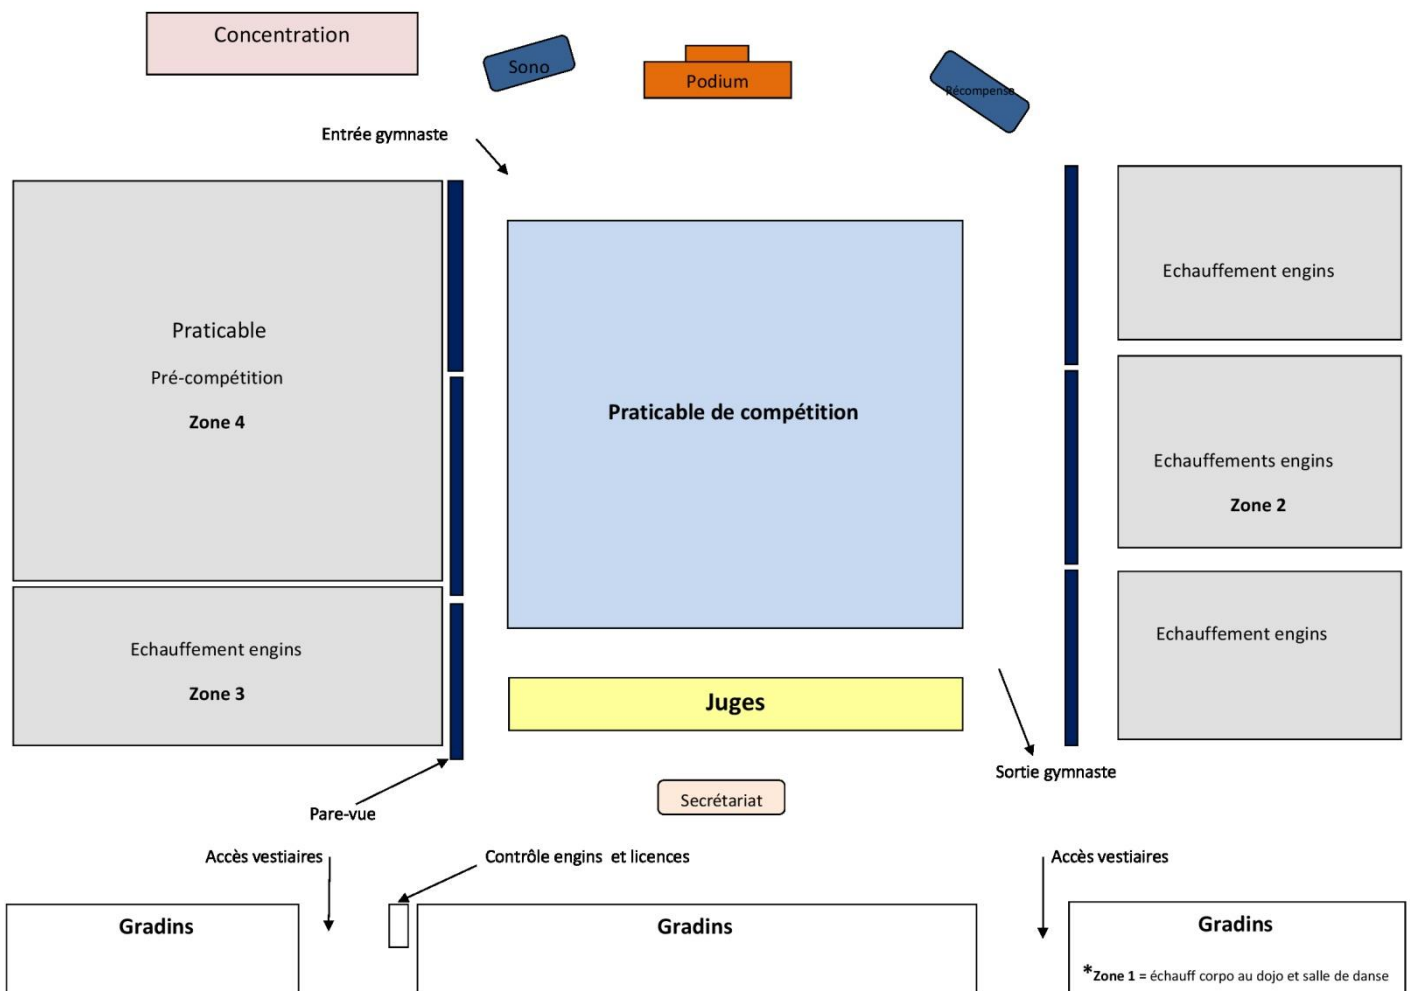 Concentration
Sono
Podium
Récompense
Entrée gymnaste
Echauffement engins
Praticable
Pré-compétition
Zone 4
Praticable de compétition
Echauffements engins
Zone 2
Echauffement engins
Zone 3
Echauffement engins
Juges
Sortie gymnaste
Secrétariat
Pare-vue
Accès vestiaires
Contrôle engins et licences
Accès vestiaires
Gradins
Gradins
Gradins
*Zone 1 = échauff corpo au dojo et salle de danse